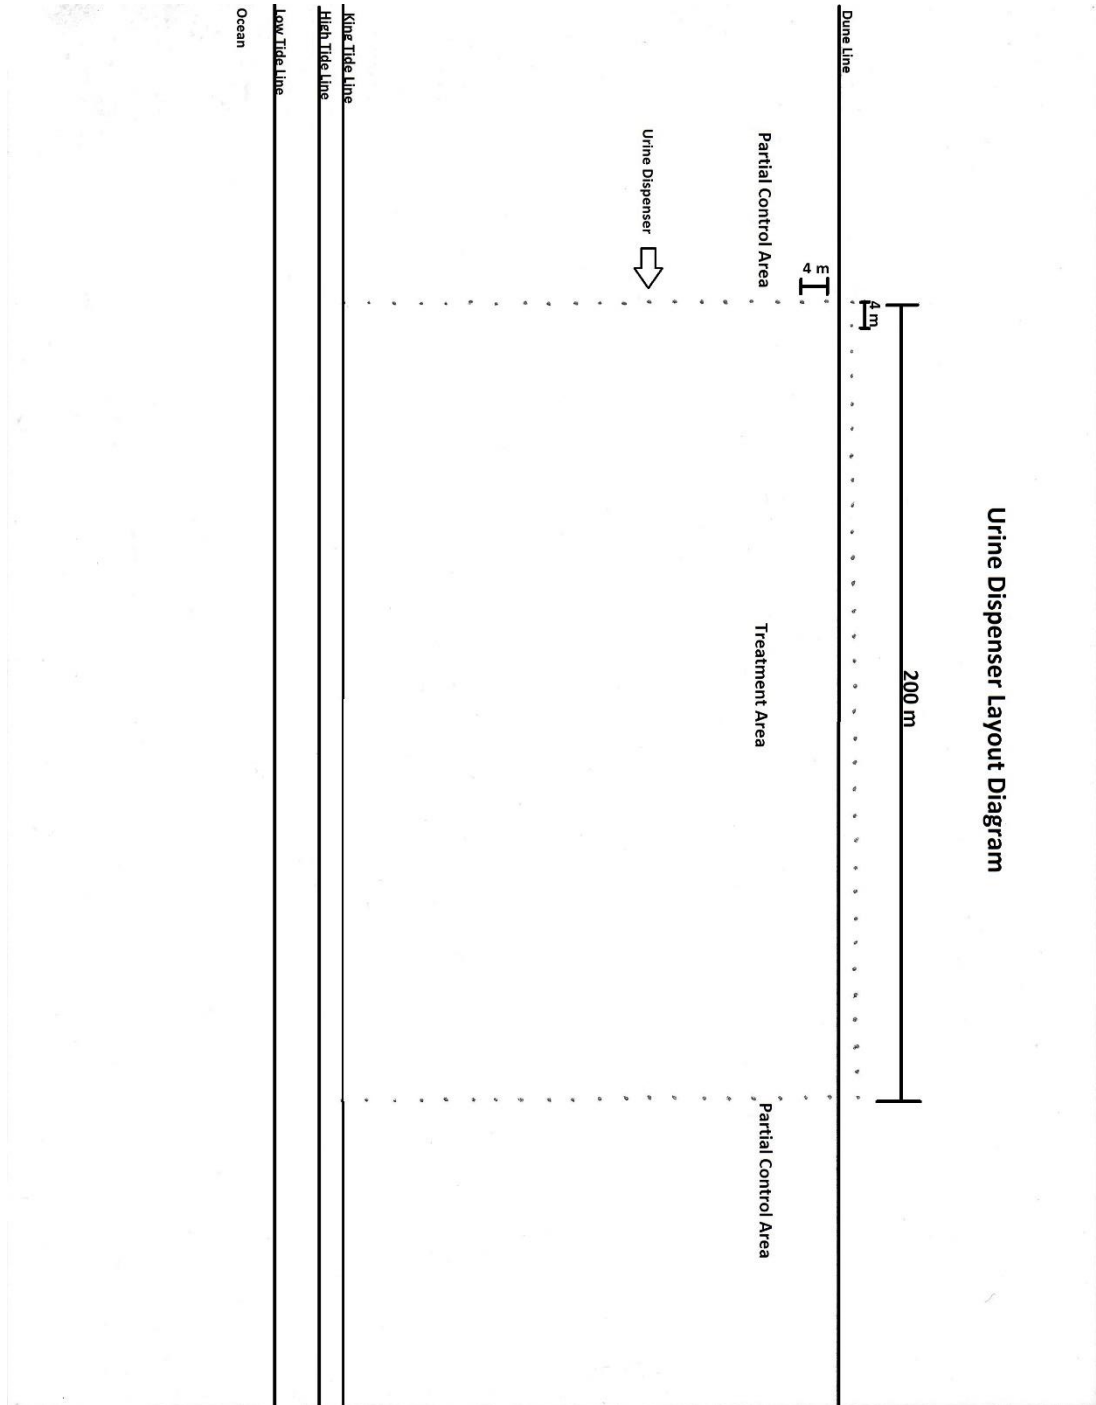 Urine Dispenser Layout Diagram
200 m
4 m
4 m
Dune Line
Partial Control Area
Treatment Area
Partial Control Area
Urine Dispenser
King Tide Line
High Tide Line
Low Tide Line
Ocean